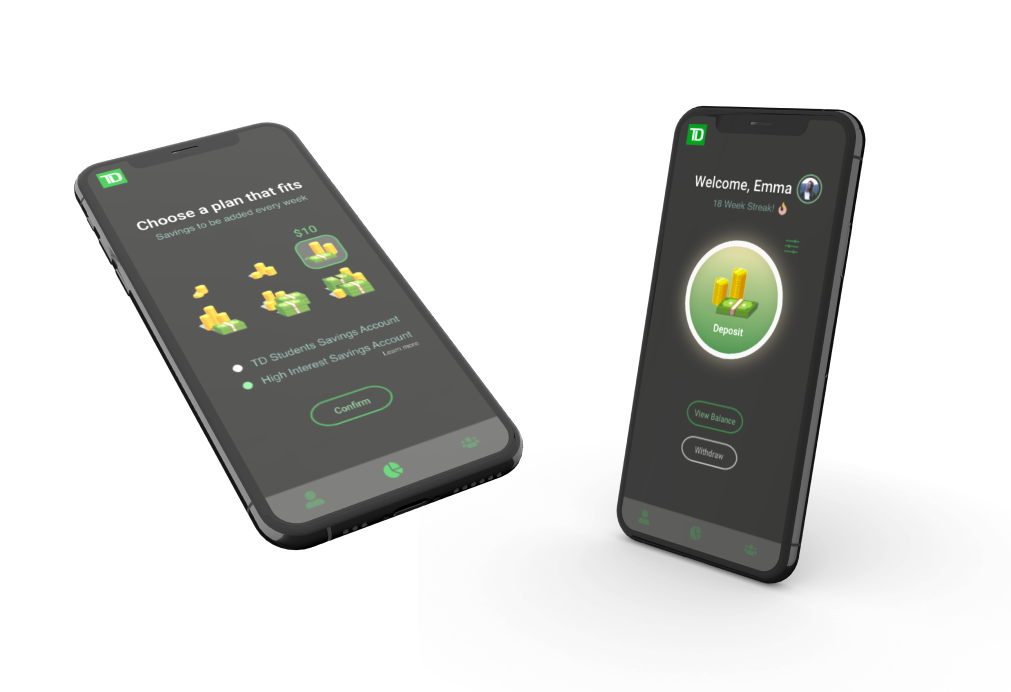 TD
Choose a plan that fits
Savings to be added every week
$10
TD Students Savings Account
High Interest Savings Account
Learn more
Confirm
TD
Welcome, Emma
18 Week Streak! 🔥
Deposit
View Balance
Withdraw